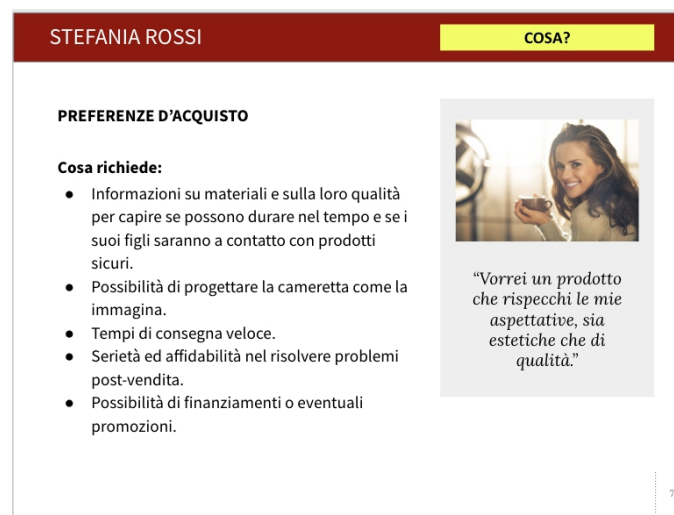 STEFANIA ROSSI
COSA?
PREFERENZE D’ACQUISTO
Cosa richiede:
● Informazioni su materiali e sulla loro qualità
per capire se possono durare nel tempo e se i
suoi figli saranno a contatto con prodotti
sicuri.
● Possibilità di progettare la cameretta come la
immagina.
● Tempi di consegna veloce.
● Serietà ed affidabilità nel risolvere problemi
post-vendita.
● Possibilità di finanziamenti o eventuali
promozioni.
“Vorrei un prodotto
che rispecchi le mie
aspettative, sia
estetiche che di
qualità.”
7